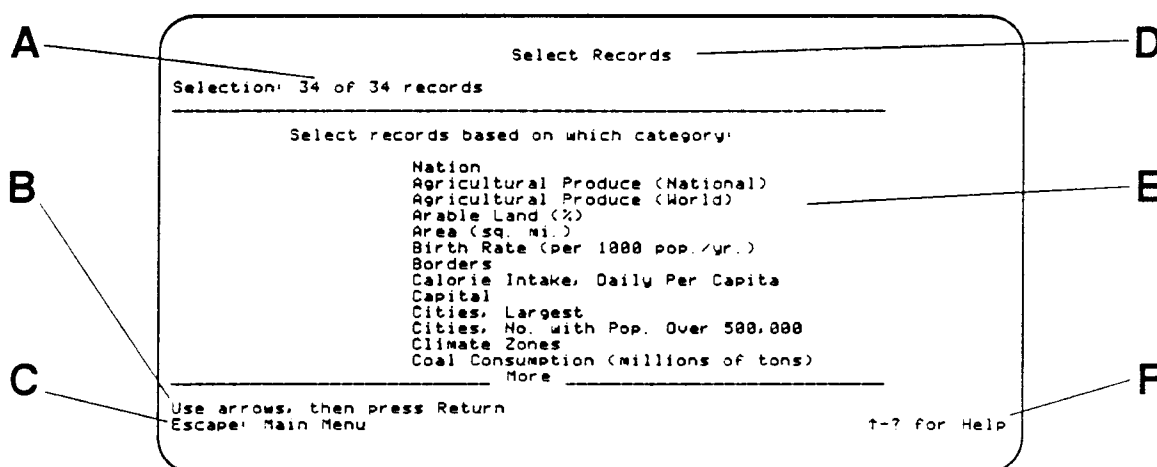 A
D
Select Records
Selection: 34 of 34 records
Select records based on which category:
Nation
Agricultural Produce (National)
B
Agricultural Produce (World)
E
Arable Land (%)
Area (sq. mi.)
Birth Rate (per 1000 pop./yr.)
Borders
Calorie Intake, Daily Per Capita
Capital
Cities, Largest
Cities, No. with Pop. Over 500,000
Climate Zones
Coal Consumption (millions of tons)
C
More
F
Use arrows, then press Return
Escape: Main Menu
↑-? for Help